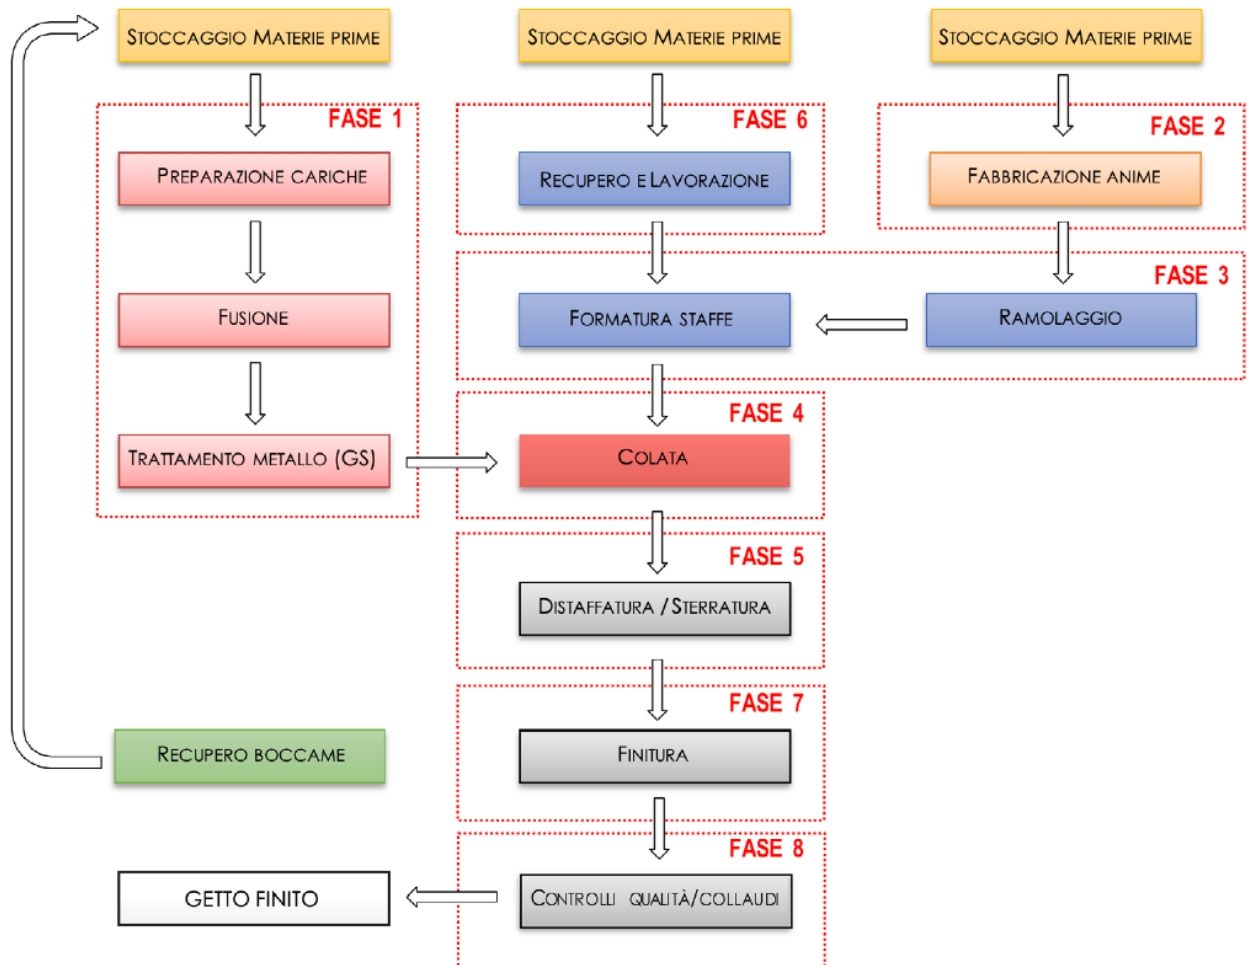 STOCCAGGIO MATERIE PRIME
STOCCAGGIO MATERIE PRIME
STOCCAGGIO MATERIE PRIME
FASE 1
FASE 6
FASE 2
PREPARAZIONE CARICHE
RECUPERO E LAVORAZIONE
FABBRICAZIONE ANIME
FASE 3
FUSIONE
FORMATURA STAFFE
RAMOLAGGIO
FASE 4
TRATTAMENTO METALLO (GS)
COLATA
FASE 5
DISTAFFATURA / STERRATURA
FASE 7
RECUPERO BOCCAME
FINITURA
FASE 8
GETTO FINITO
CONTROLLI QUALITÀ/COLLAUDI